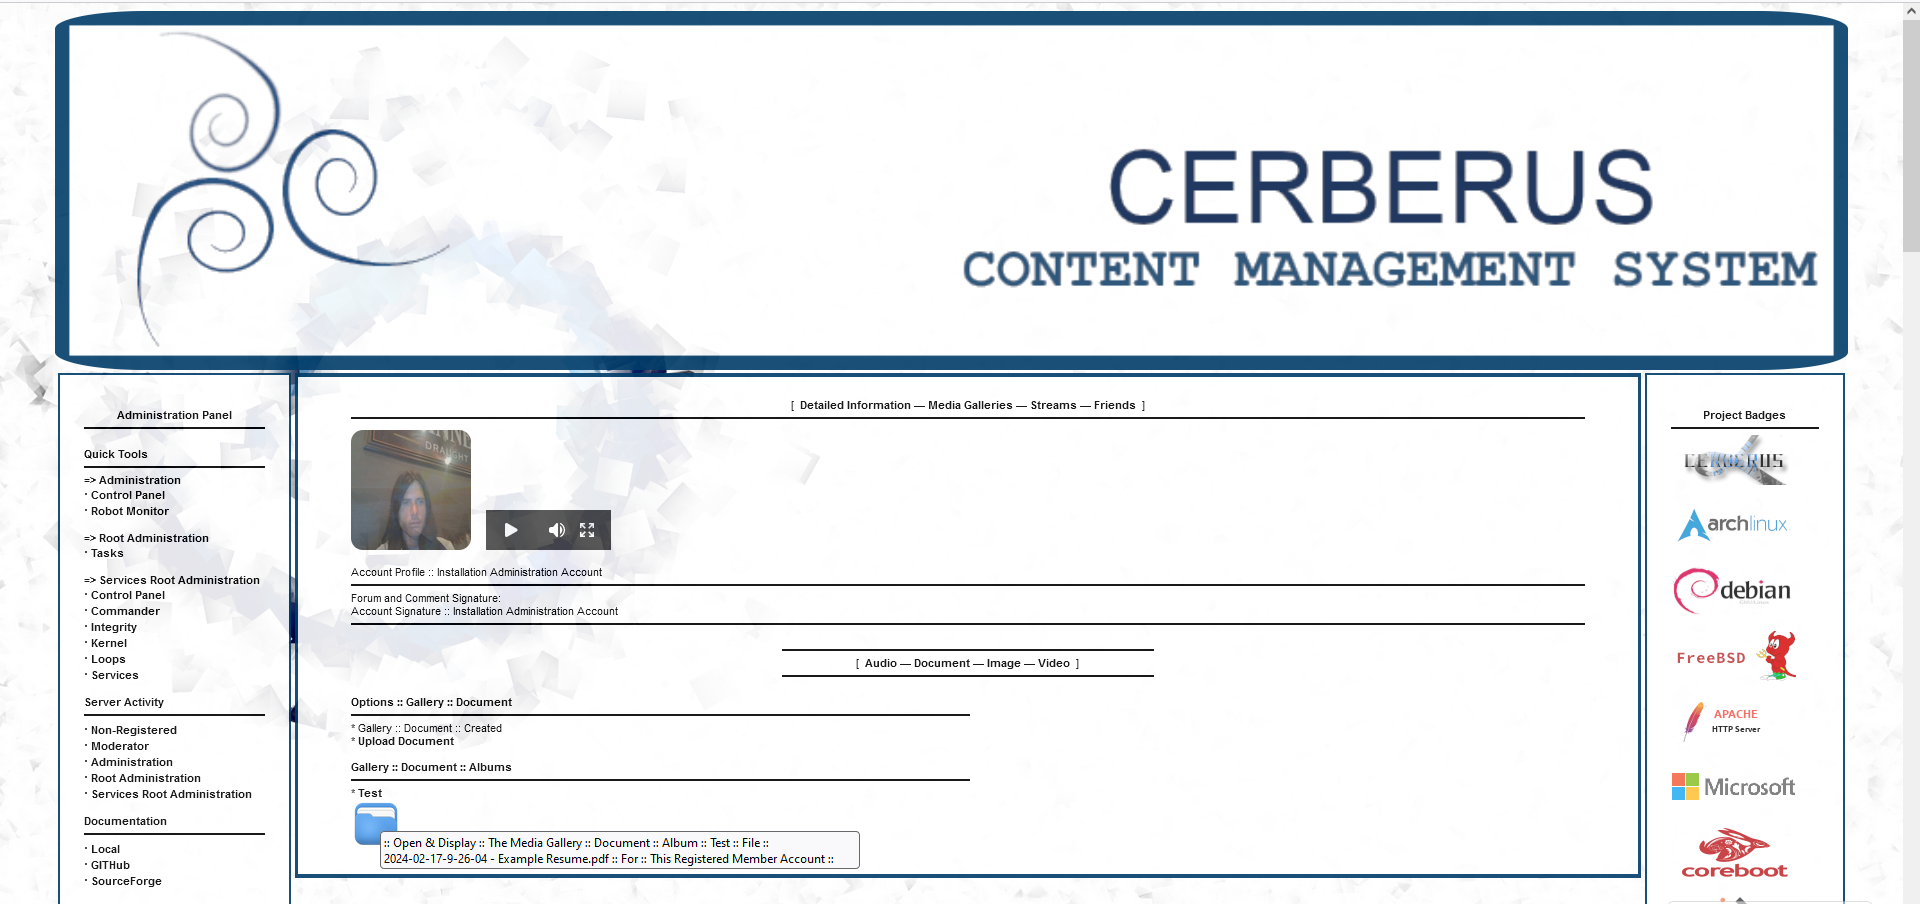 CERBERUS
CONTENT MANAGEMENT SYSTEM
Administration Panel
Quick Tools
=> Administration
· Control Panel
· Robot Monitor
=> Root Administration
· Tasks
=> Services Root Administration
· Control Panel
· Commander
· Integrity
· Kernel
· Loops
· Services
Server Activity
· Non-Registered
· Moderator
· Administration
· Root Administration
· Services Root Administration
Documentation
· Local
· GITHub
· SourceForge
[ Detailed Information — Media Galleries — Streams — Friends ]
DRAUGHT
Account Profile :: Installation Administration Account
Forum and Comment Signature:
Account Signature :: Installation Administration Account
[ Audio — Document — Image — Video ]
Options :: Gallery :: Document
* Gallery :: Document :: Created
* Upload Document
Gallery :: Document :: Albums
* Test
:: Open & Display :: The Media Gallery :: Document :: Album :: Test :: File ::
2024-02-17-9-26-04 - Example Resume.pdf :: For :: This Registered Member Account ::
Project Badges
CERBERUS
archlinux
debian
FreeBSD
APACHE
HTTP Server
Microsoft
coreboot